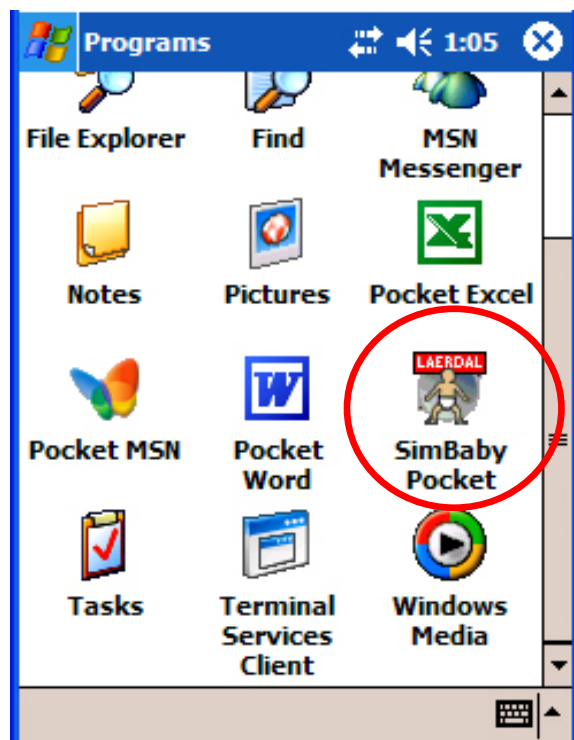 Programs 1:05
File Explorer Find MSN
Messenger
Notes Pictures Pocket Excel
W LAERDAL
Pocket MSN Pocket SimBaby
Word Pocket
Tasks Terminal Windows
Services Media
Client